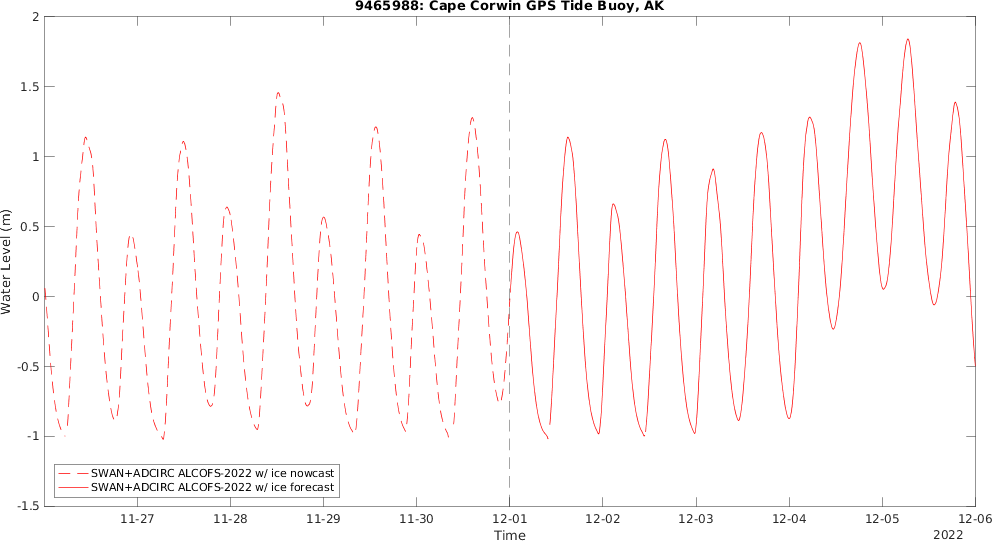 9465988: Cape Corwin GPS Tide Buoy, AK
2
1.5
1
0.5
0
-0.5
-1
-1.5
Water Level (m)
SWAN+ADCIRC ALCOFS-2022 w/ ice nowcast
SWAN+ADCIRC ALCOFS-2022 w/ ice forecast
11-27 11-28 11-29 11-30 12-01 12-02 12-03 12-04 12-05 12-06
Time
2022